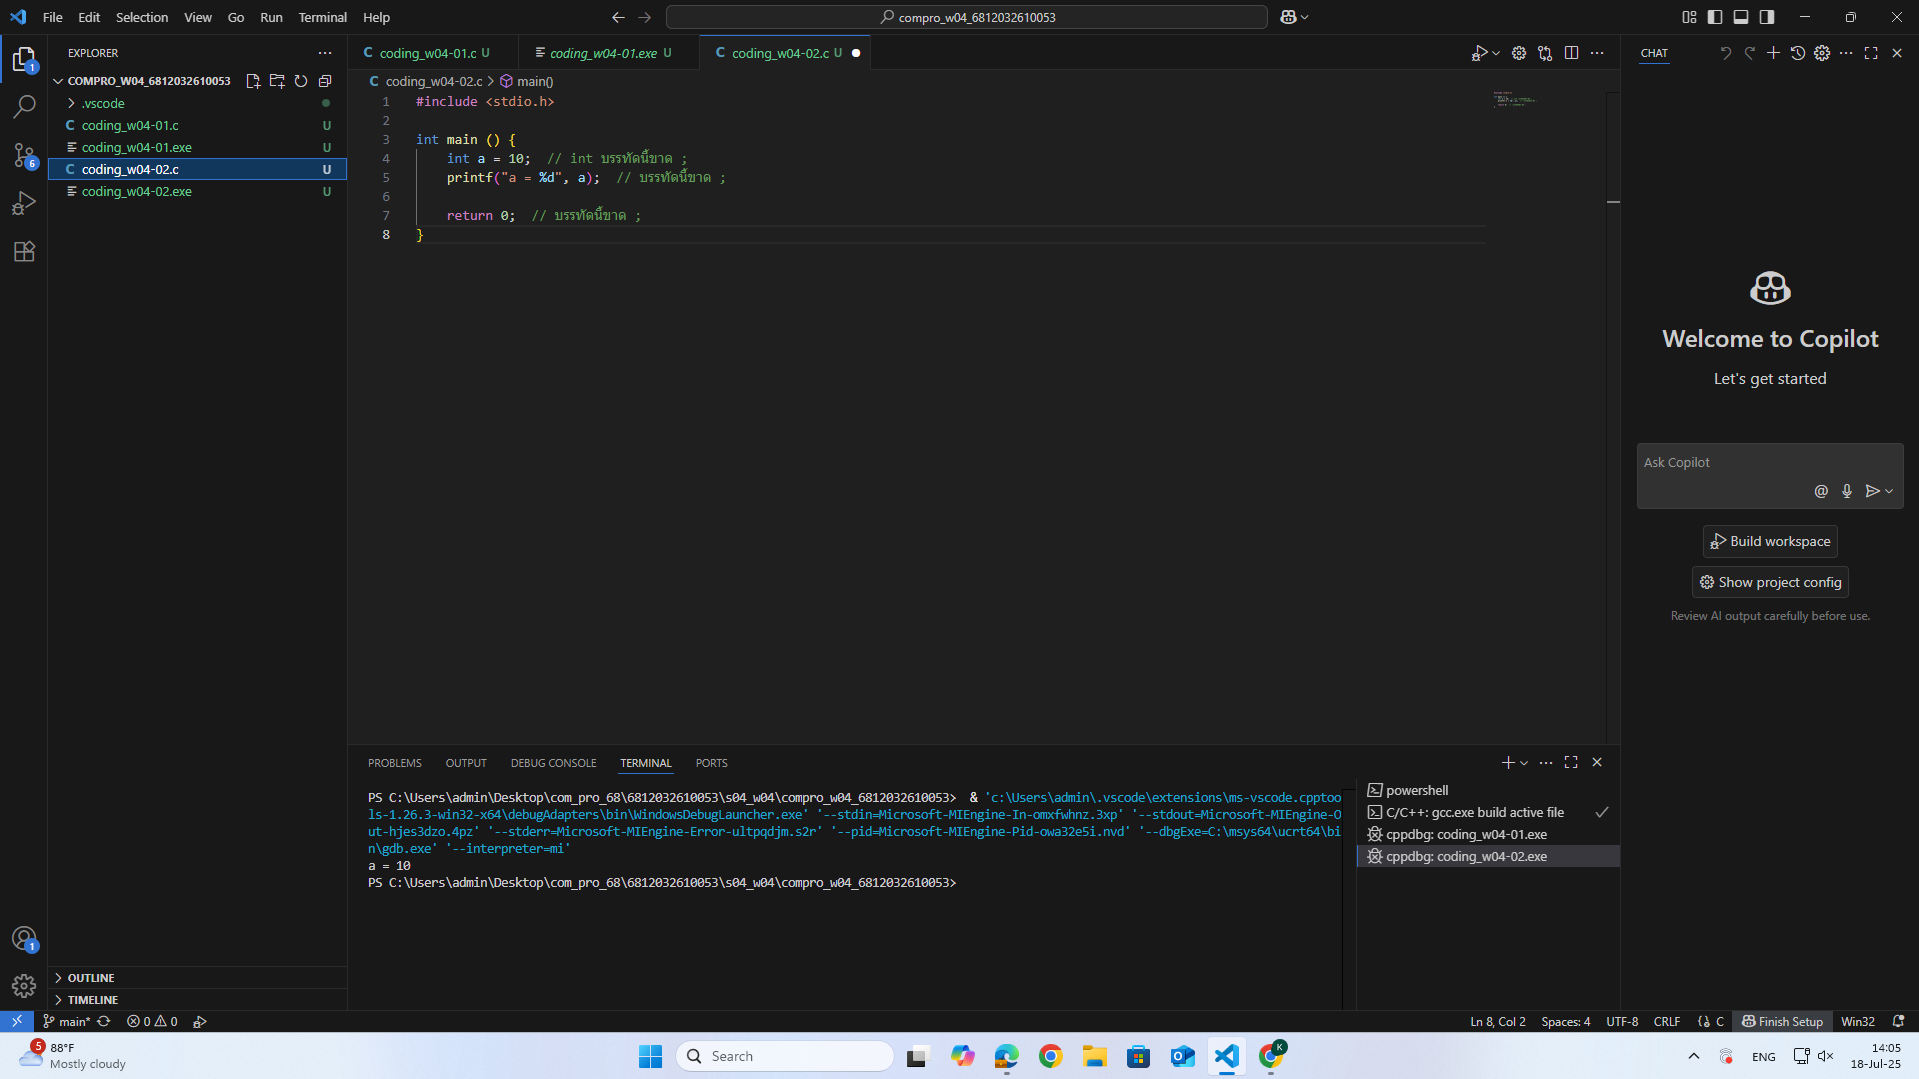 File Edit Selection View Go Run Terminal Help
compro_w04_6812032610053
EXPLORER
COMPRO_W04_6812032610053
.vscode
coding_w04-01.c U
coding_w04-01.exe U
coding_w04-02.c U
coding_w04-02.exe U
OUTLINE
TIMELINE
coding_w04-01.c U coding_w04-01.exe U coding_w04-02.c U
coding_w04-02.c main()
1 #include <stdio.h>
2
3 int main () {
4 int a = 10; // int บรรทัดนี้ขาด ;
5 printf("a = %d", a); // บรรทัดนี้ขาด ;
6
7 return 0; // บรรทัดนี้ขาด ;
8 }
PROBLEMS OUTPUT DEBUG CONSOLE TERMINAL PORTS
PS C:\Users\admin\Desktop\com_pro_68\6812032610053\s04_w04\compro_w04_6812032610053> & 'c:\Users\admin\.vscode\extensions\ms-vscode.cpptoo
ls-1.26.3-win32-x64\debugAdapters\bin\WindowsDebugLauncher.exe' '--stdin=Microsoft-MIEngine-In-omxfwhnz.3xp' '--stdout=Microsoft-MIEngine-O
ut-hjes3dzo.4pz' '--stderr=Microsoft-MIEngine-Error-ultpqdjm.s2r' '--pid=Microsoft-MIEngine-Pid-owa32e5i.nvd' '--dbgExe=C:\msys64\ucrt64\bi
n\gdb.exe' '--interpreter=mi'
a = 10
PS C:\Users\admin\Desktop\com_pro_68\6812032610053\s04_w04\compro_w04_6812032610053>
powershell
C/C++: gcc.exe build active file
cppdbg: coding_w04-01.exe
cppdbg: coding_w04-02.exe
CHAT
Welcome to Copilot
Let's get started
Ask Copilot
@
Build workspace
Show project config
Review AI output carefully before use.
1
6
1
main* 0 0
Ln 8, Col 2 Spaces: 4 UTF-8 CRLF C Finish Setup Win32
5
88°F
Mostly cloudy
Search
K
ENG
14:05
18-Jul-25